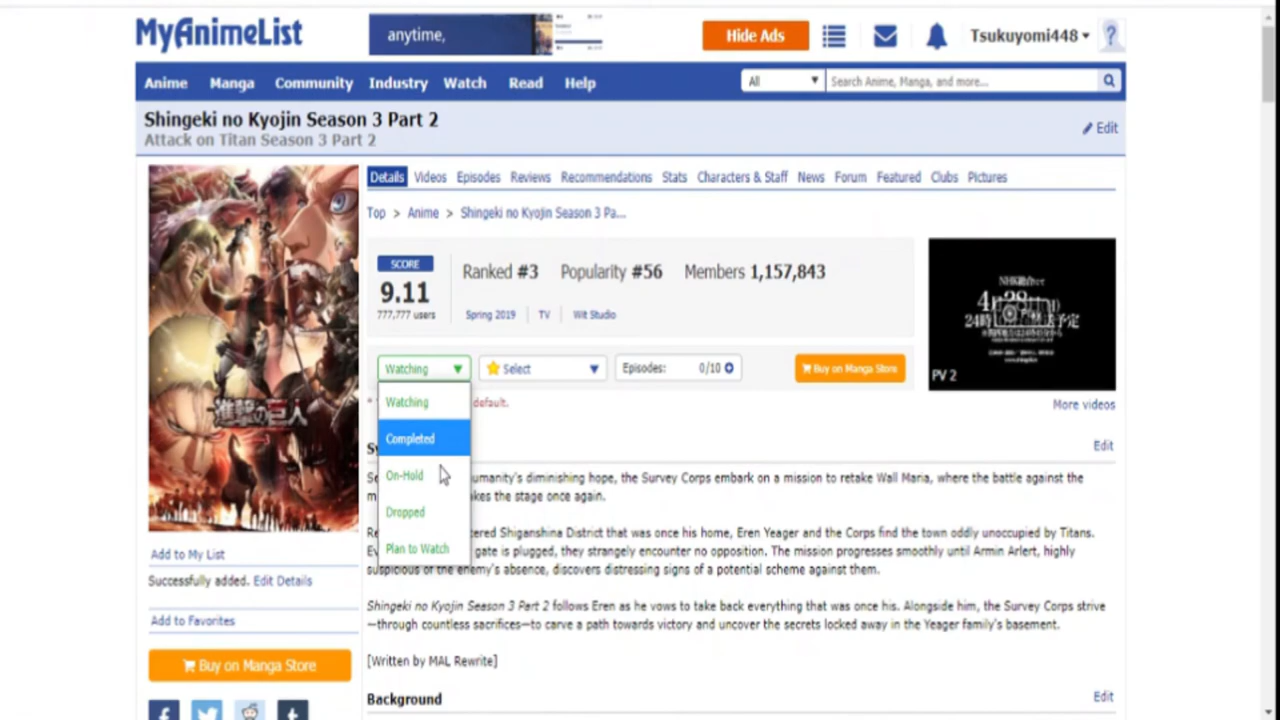 MyAnimeList
anytime,
Hide Ads
Tsukuyomi448
Anime Manga Community Industry Watch Read Help
All
Search Anime, Manga, and more...
Shingeki no Kyojin Season 3 Part 2
Attack on Titan Season 3 Part 2
Edit
進撃の巨人
Details Videos Episodes Reviews Recommendations Stats Characters & Staff News Forum Featured Clubs Pictures
Top > Anime > Shingeki no Kyojin Season 3 Pa...
SCORE
9.11
777,777 users
Ranked #3 Popularity #56 Members 1,157,843
Spring 2019 TV Wit Studio
PV 2
More videos
Watching
Select
Episodes: 0/10
Buy on Manga Store
Watching
default.
Completed
Edit
On-Hold
umanity's diminishing hope, the Survey Corps embark on a mission to retake Wall Maria, where the battle against the
kes the stage once again.
Dropped
ered Shiganshina District that was once his home, Eren Yeager and the Corps find the town oddly unoccupied by Titans.
Plan to Watch
gate is plugged, they strangely encounter no opposition. The mission progresses smoothly until Armin Arlert, highly
suspicious of the enemy's absence, discovers distressing signs of a potential scheme against them.
Shingeki no Kyojin Season 3 Part 2 follows Eren as he vows to take back everything that was once his. Alongside him, the Survey Corps strive
—through countless sacrifices—to carve a path towards victory and uncover the secrets locked away in the Yeager family's basement.
[Written by MAL Rewrite]
Background
Edit
Add to My List
Successfully added. Edit Details
Add to Favorites
Buy on Manga Store